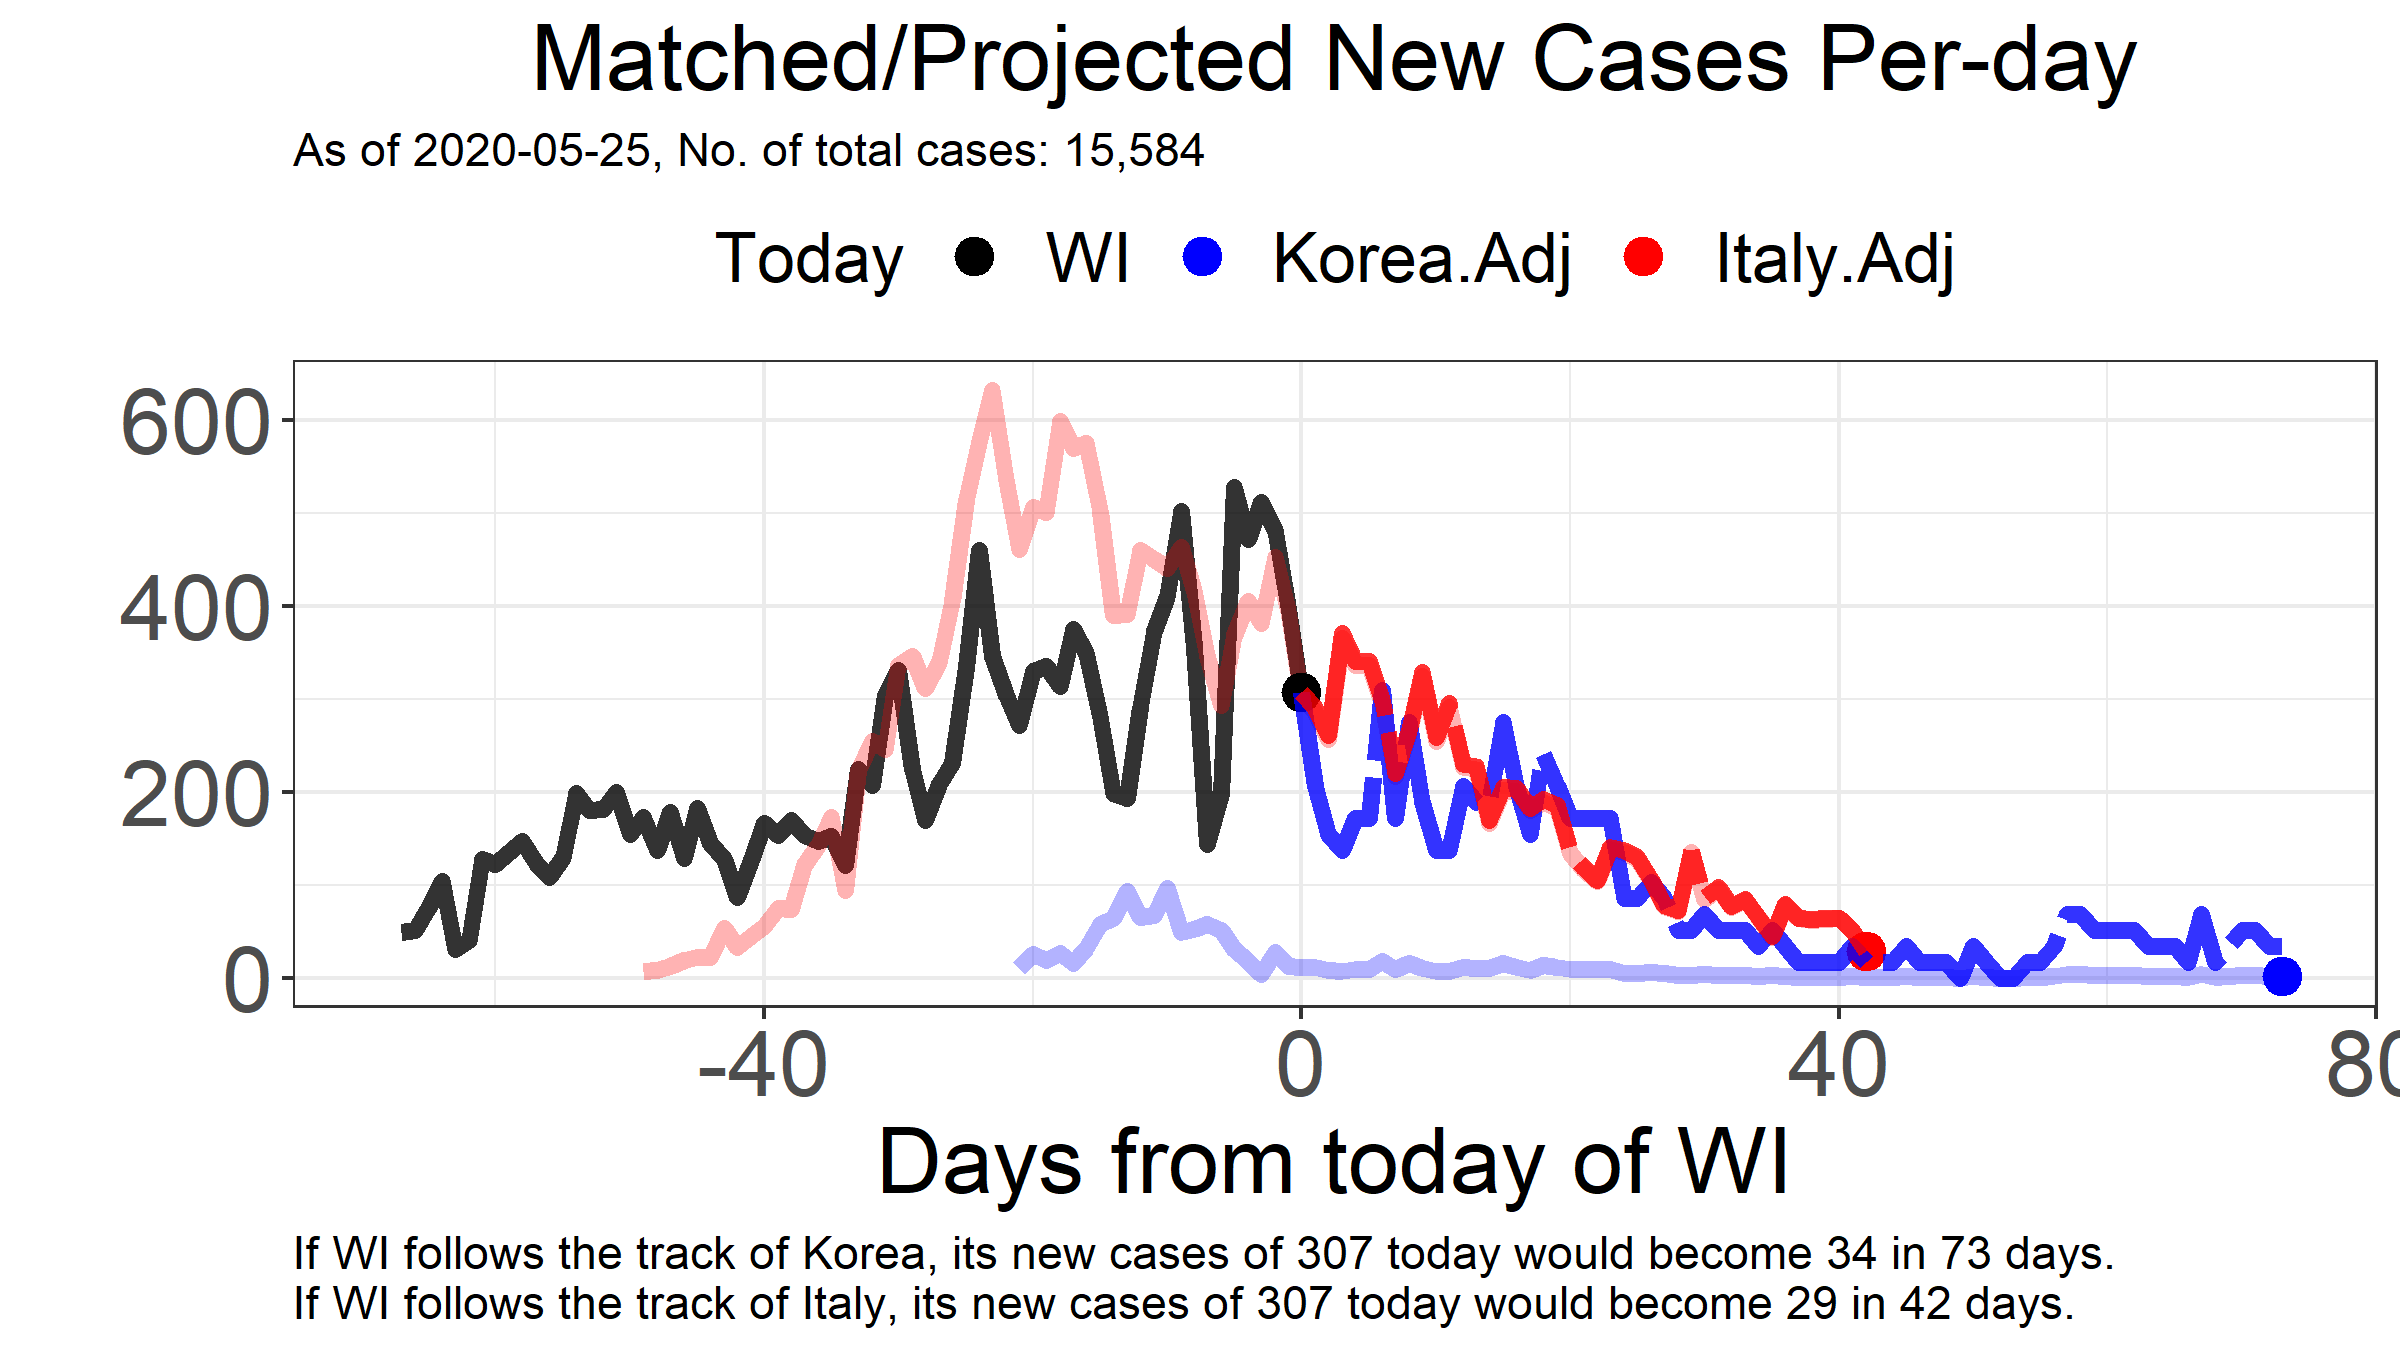 Matched/Projected New Cases Per-day
As of 2020-05-25, No. of total cases: 15,584
Today WI Korea.Adj Italy.Adj
600
400
200
0
-40 0 40 80
Days from today of WI
If WI follows the track of Korea, its new cases of 307 today would become 34 in 73 days.
If WI follows the track of Italy, its new cases of 307 today would become 29 in 42 days.